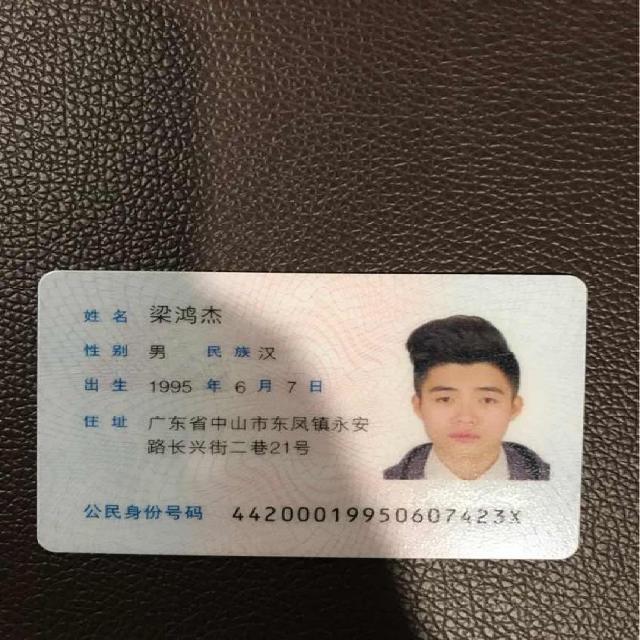 姓名 梁鸿杰
性别 男 民族 汉
出生 1995 年 6 月 7 日
住址 广东省中山市东凤镇永安
路长兴街二巷21号
公民身份号码 44200019950607423X